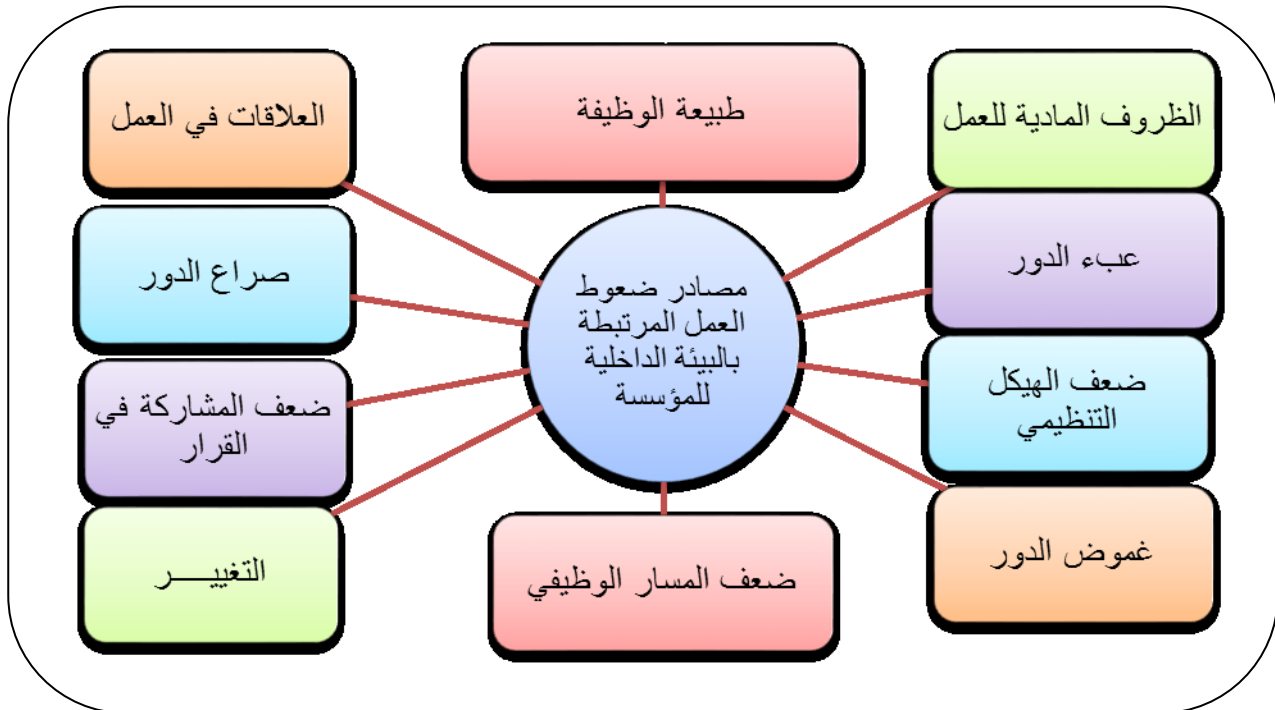 الظروف المادية للعمل
طبيعة الوظيفة
العلاقات في العمل
عبء الدور
صراع الدور
مصادر ضعوط
العمل المرتبطة
بالبيئة الداخلية
للمؤسسة
ضعف الهيكل
التنظيمي
ضعف المشاركة في
القرار
غموض الدور
ضعف المسار الوظيفي
التغييـــر